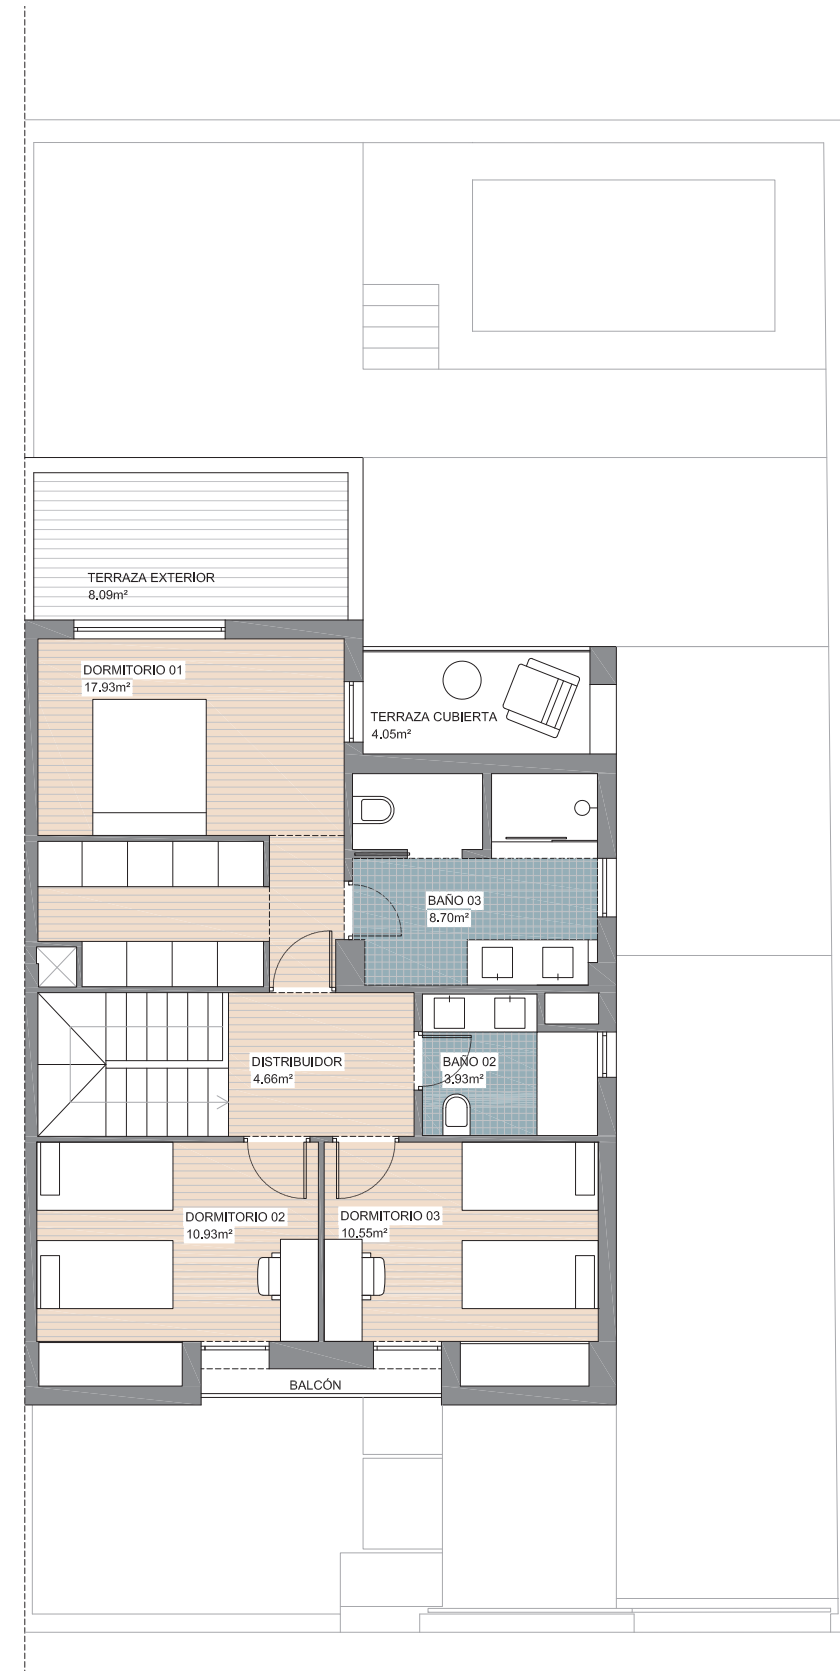 TERRAZA EXTERIOR
8.09m²
DORMITORIO 01
17.93m²
TERRAZA CUBIERTA
4.05m²
BAÑO 03
8.70m²
DISTRIBUIDOR
4.66m²
BAÑO 02
3.93m²
DORMITORIO 02
10.93m²
DORMITORIO 03
10.55m²
BALCÓN